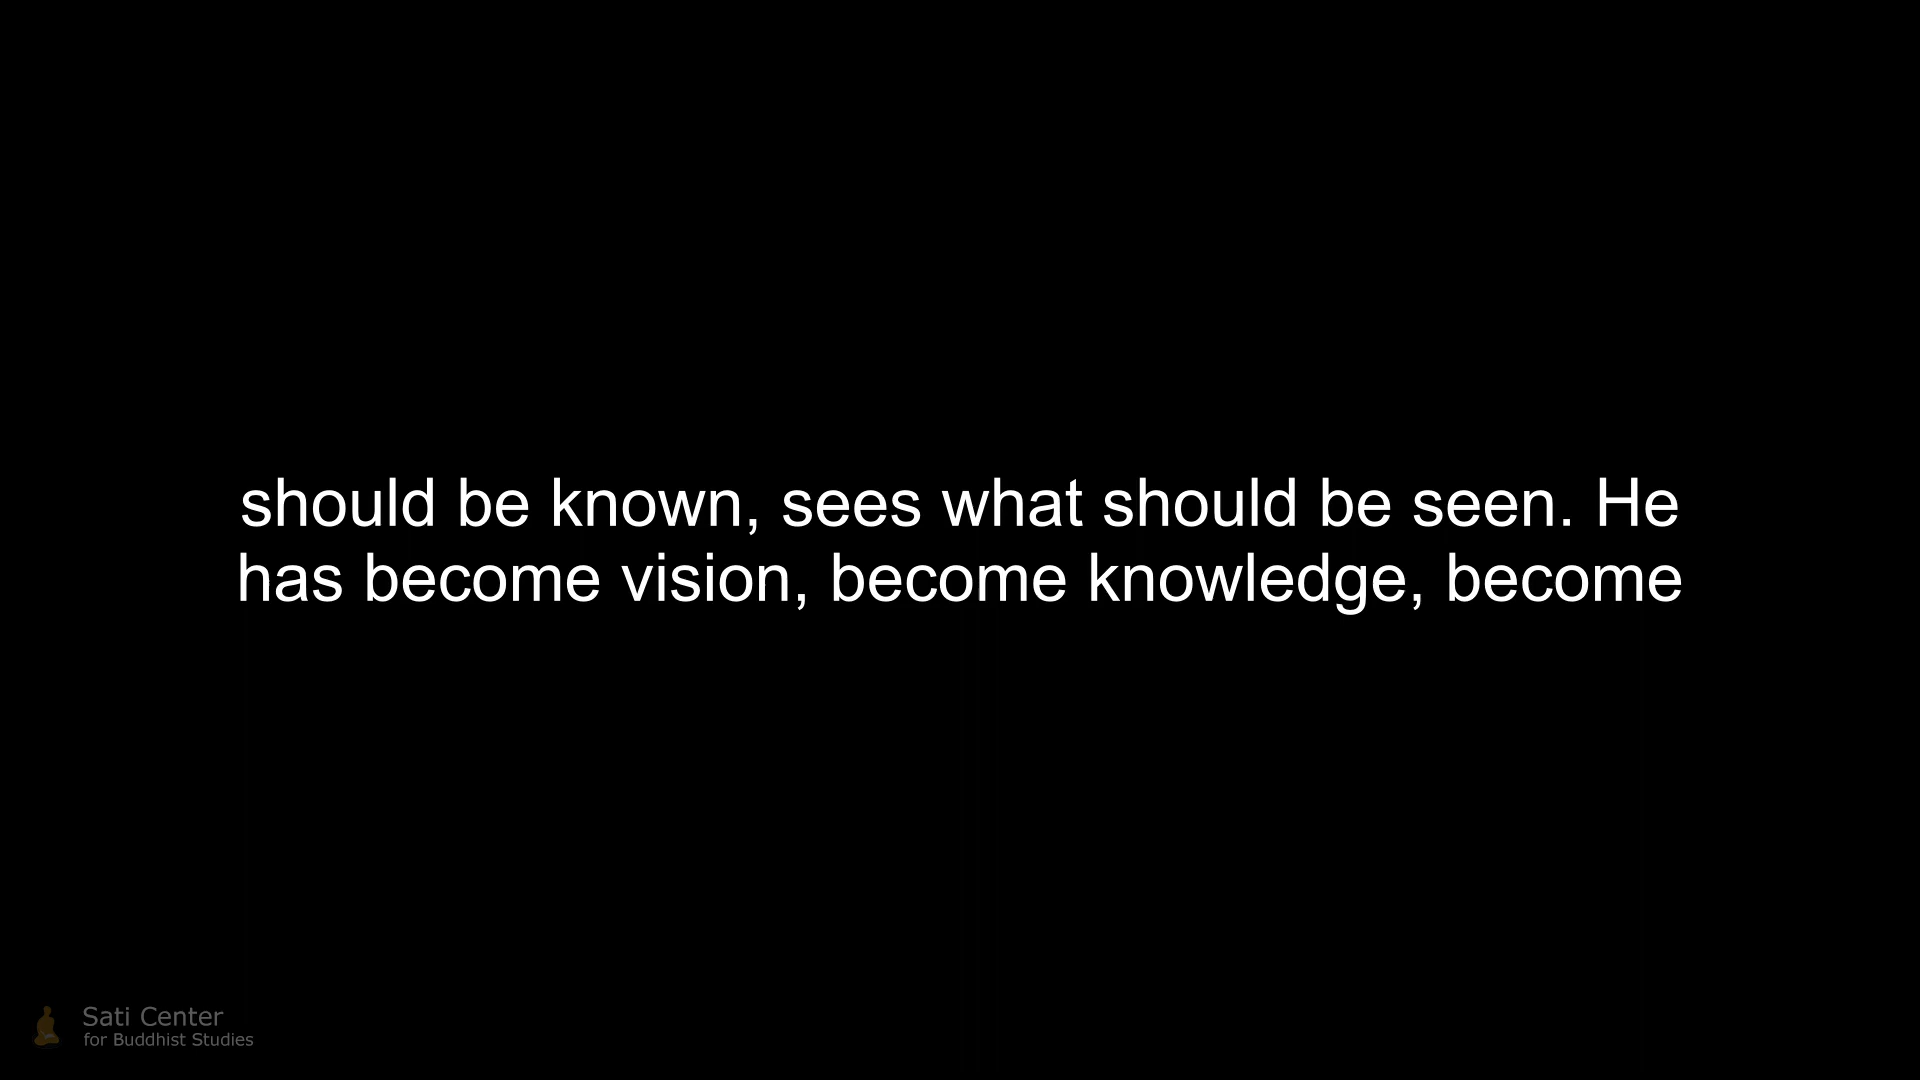 should be known, sees what should be seen. He
has become vision, become knowledge, become
Sati Center
for Buddhist Studies